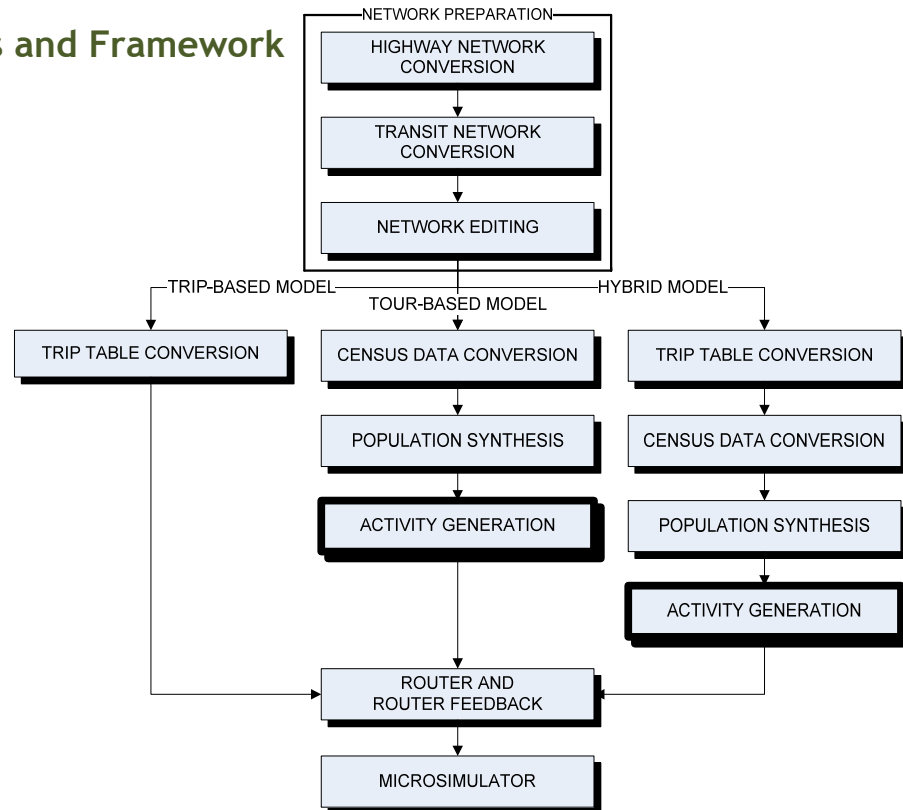 s and Framework
NETWORK PREPARATION
HIGHWAY NETWORK
CONVERSION
TRANSIT NETWORK
CONVERSION
NETWORK EDITING
TRIP-BASED MODEL
TOUR-BASED MODEL
HYBRID MODEL
TRIP TABLE CONVERSION
CENSUS DATA CONVERSION
POPULATION SYNTHESIS
ACTIVITY GENERATION
TRIP TABLE CONVERSION
CENSUS DATA CONVERSION
POPULATION SYNTHESIS
ACTIVITY GENERATION
ROUTER AND
ROUTER FEEDBACK
MICROSIMULATOR